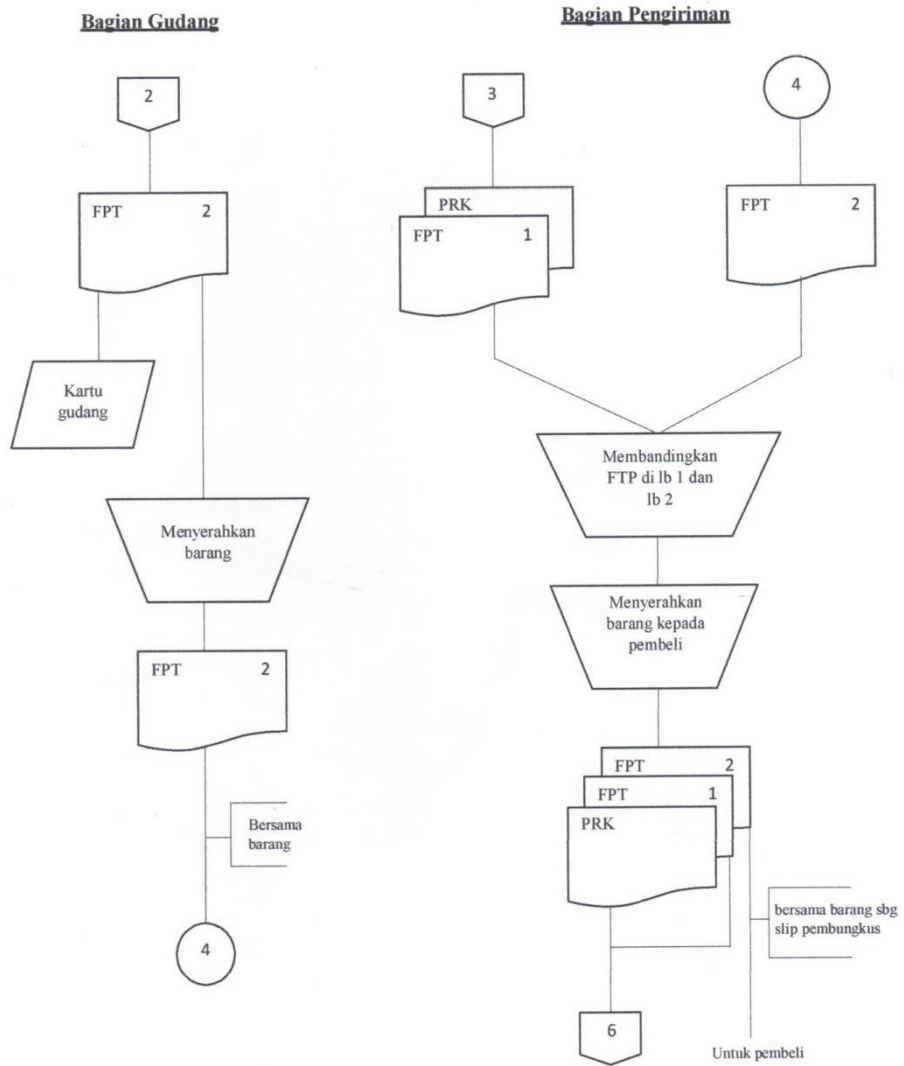 Bagian Gudang
2
FPT 2
Kartu
gudang
Menyerahkan
barang
FPT 2
Bersama
barang
4
Bagian Pengiriman
3
4
PRK
FPT 1
FPT 2
Membandingkan
FTP di lb 1 dan
lb 2
Menyerahkan
barang kepada
pembeli
FPT 2
FPT 1
PRK
bersama barang sbg
slip pembungkus
6
Untuk pembeli